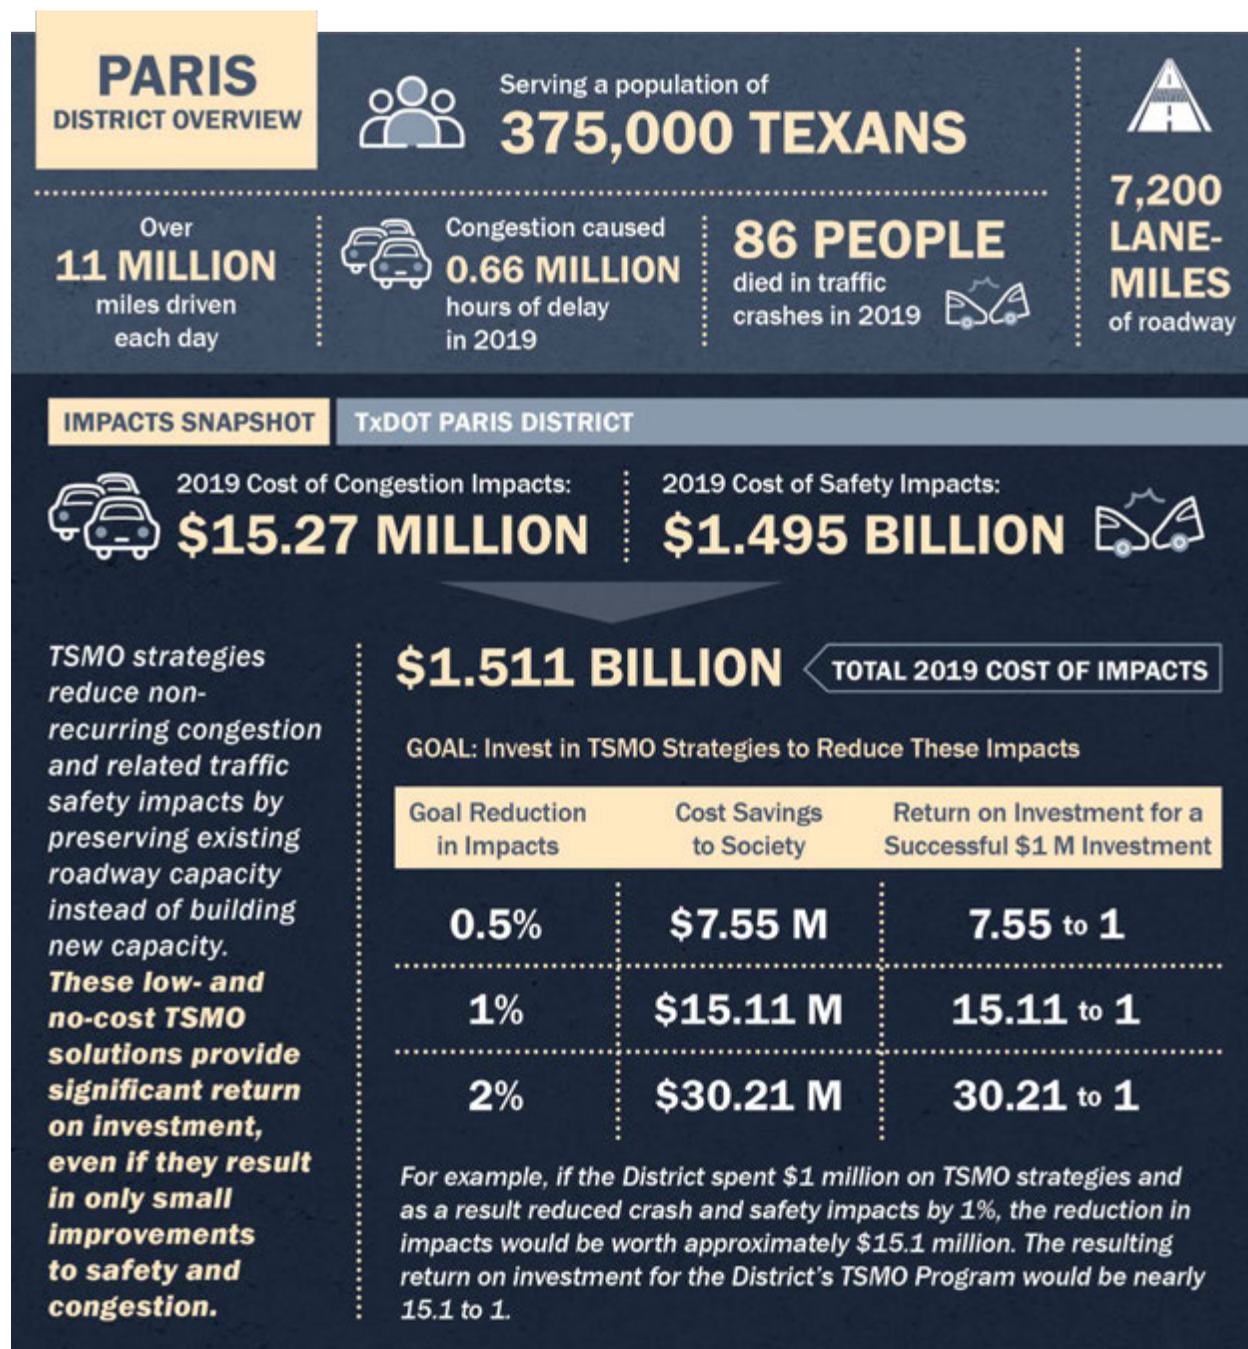 PARIS
DISTRICT OVERVIEW
Serving a population of
375,000 TEXANS
Over
11 MILLION
miles driven
each day
Congestion caused
0.66 MILLION
hours of delay
in 2019
86 PEOPLE
died in traffic
crashes in 2019
7,200
LANE-
MILES
of roadway
IMPACTS SNAPSHOT
TxDOT PARIS DISTRICT
2019 Cost of Congestion Impacts:
$15.27 MILLION
2019 Cost of Safety Impacts:
$1.495 BILLION
TSMO strategies
reduce non-
recurring congestion
and related traffic
safety impacts by
preserving existing
roadway capacity
instead of building
new capacity.
These low- and
no-cost TSMO
solutions provide
significant return
on investment,
even if they result
in only small
improvements
to safety and
congestion.
$1.511 BILLION
TOTAL 2019 COST OF IMPACTS
GOAL: Invest in TSMO Strategies to Reduce These Impacts
Goal Reduction
in Impacts
Cost Savings
to Society
Return on Investment for a
Successful $1 M Investment
0.5% $7.55 M 7.55 to 1
1% $15.11 M 15.11 to 1
2% $30.21 M 30.21 to 1
For example, if the District spent $1 million on TSMO strategies and
as a result reduced crash and safety impacts by 1%, the reduction in
impacts would be worth approximately $15.1 million. The resulting
return on investment for the District's TSMO Program would be nearly
15.1 to 1.